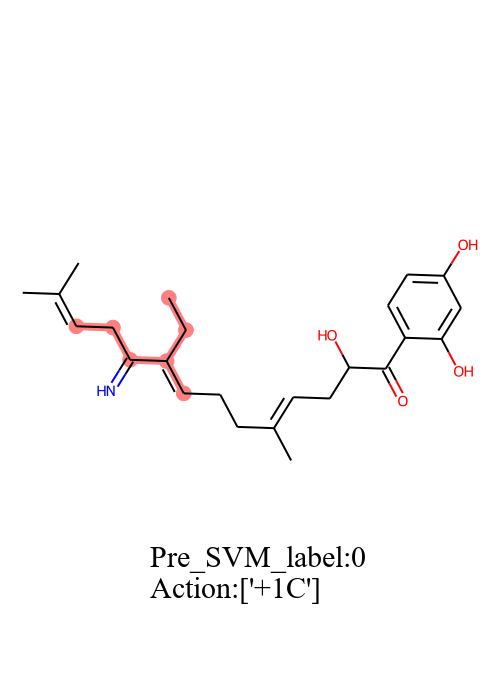 OH
HO
OH
O
HN
Pre_SVM_label:0
Action:['+1C']